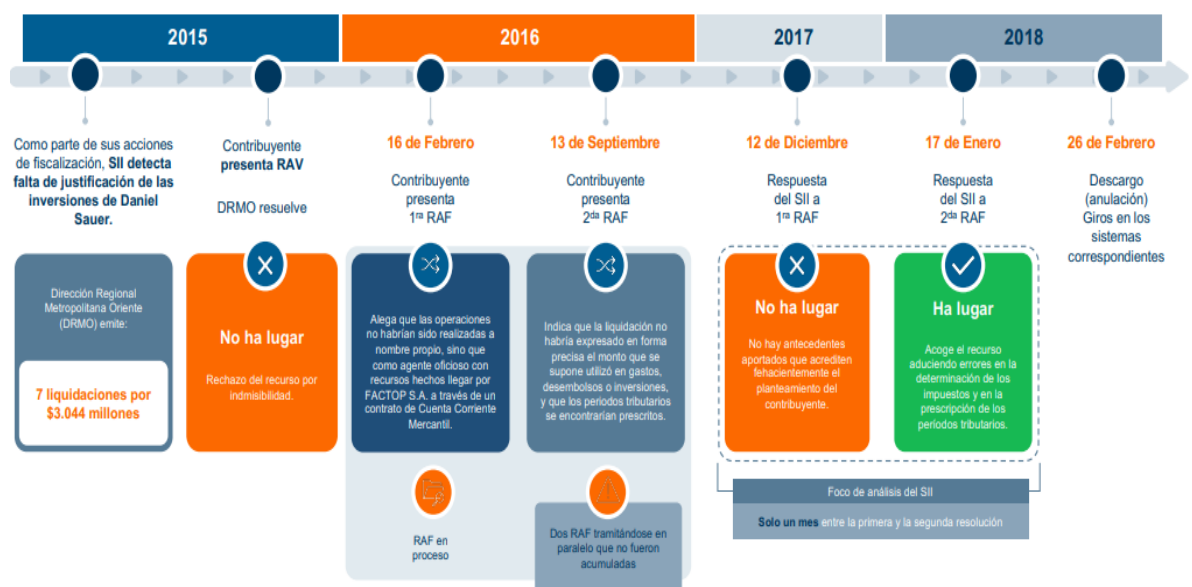 2015
2016
2017
2018
Como parte de sus acciones
de fiscalización, SII detecta
falta de justificación de las
inversiones de Daniel
Sauer.
Contribuyente
presenta RAV
DRMO resuelve
16 de Febrero
Contribuyente
presenta
1ra RAF
13 de Septiembre
Contribuyente
presenta
2da RAF
12 de Diciembre
Respuesta
del SII a
1ra RAF
17 de Enero
Respuesta
del SII a
2da RAF
26 de Febrero
Descargo
(anulación)
Giros en los
sistemas
correspondientes
Dirección Regional
Metropolitana Oriente
(DRMO) emite:
7 liquidaciones por
$3.044 millones
No ha lugar
Rechazo del recurso por
indmisibilidad.
Alega que las operaciones
no habrían sido realizadas a
nombre propio, sino que
como agente oficioso con
recursos hechos llegar por
FACTOP S.A. a través de un
contrato de Cuenta Corriente
Mercantil.
Indica que la liquidación no
habría expresado en forma
precisa el monto que se
supone utilizó en gastos,
desembolsos o inversiones,
y que los periodos tributarios
se encontrarían prescritos.
No ha lugar
No hay antecedentes
aportados que acrediten
fehacientemente el
planteamiento del
contribuyente.
Ha lugar
Acoge el recurso
aduciendo errores en la
determinación de los
impuestos y en la
prescripción de los
períodos tributarios.
RAF en
proceso
Dos RAF tramitándose en
paralelo que no fueron
acumuladas
Foco de análisis del SII
Solo un mes entre la primera y la segunda resolución